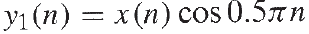 y₁(n) = x(n) cos 0.5πn